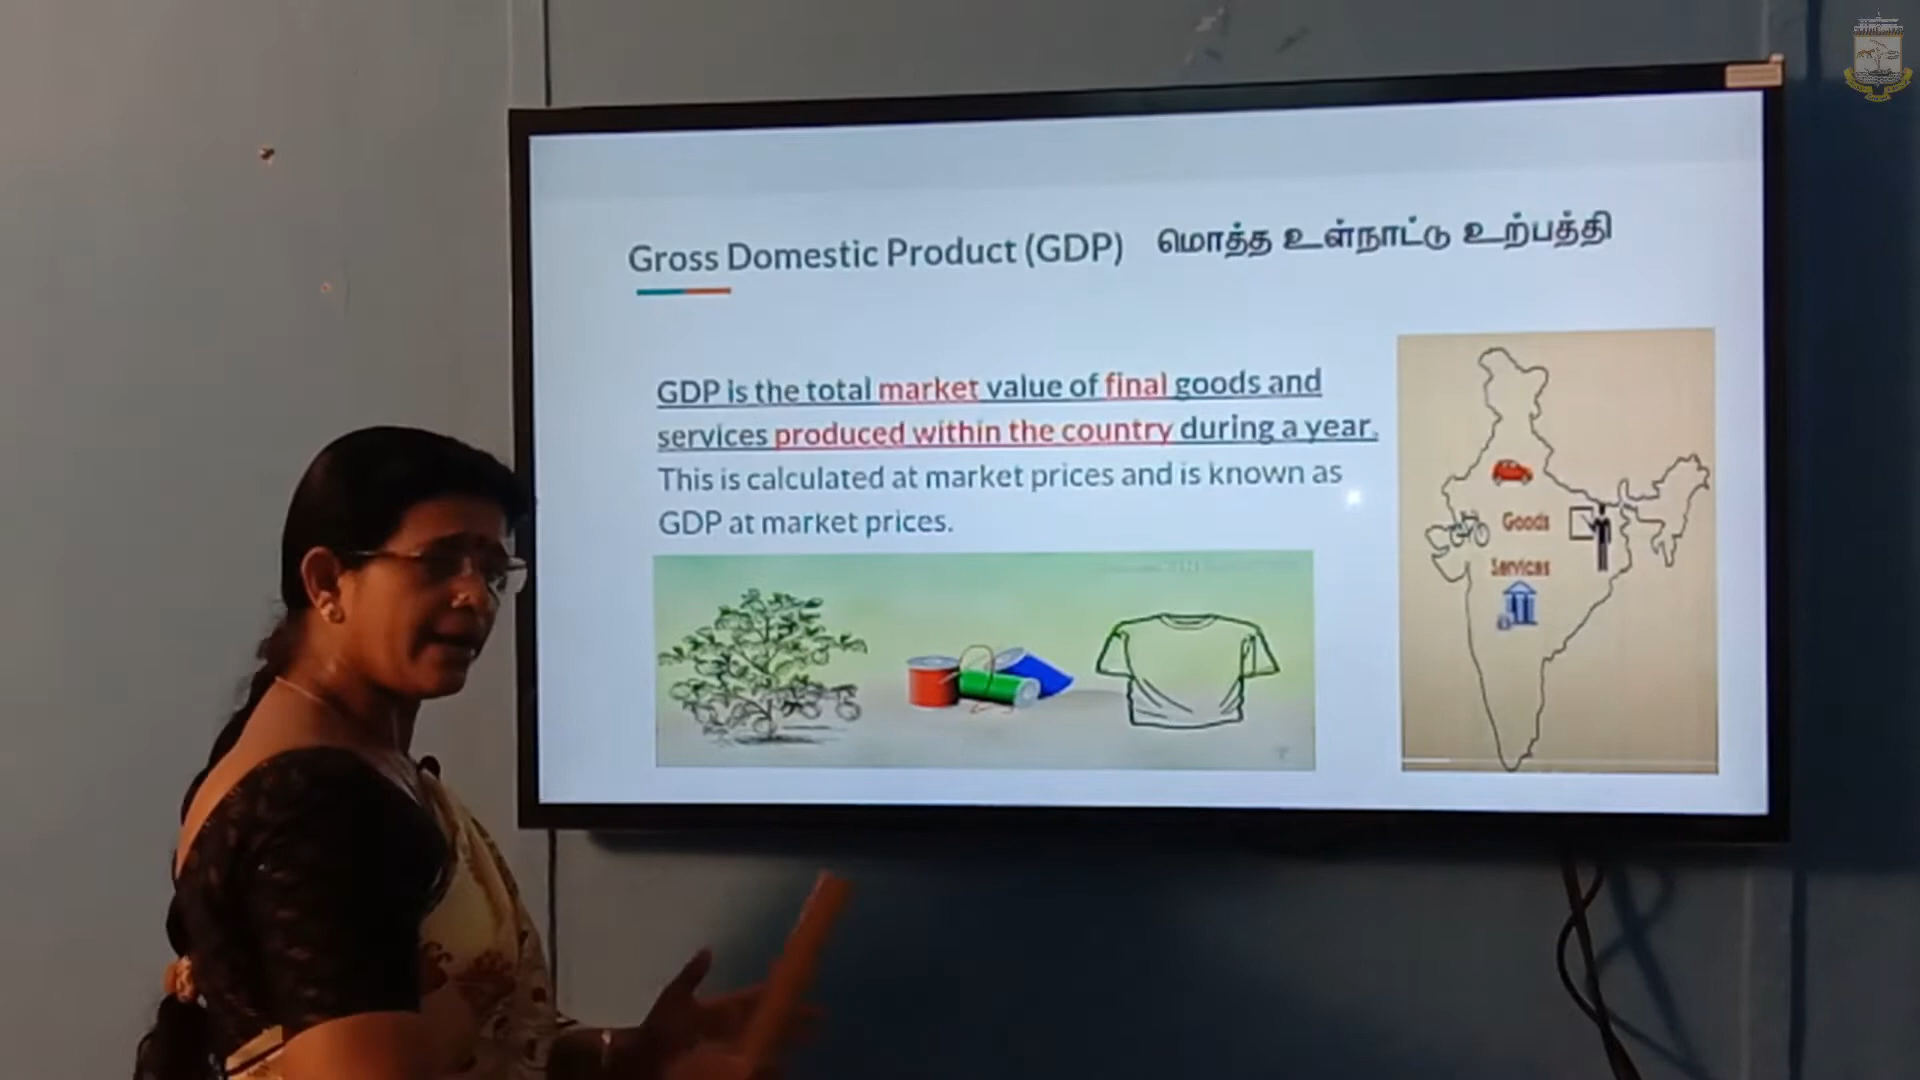 Gross Domestic Product (GDP) மொத்த உள்நாட்டு உற்பத்தி
GDP is the total market value of final goods and
services produced within the country during a year.
This is calculated at market prices and is known as
GDP at market prices.
Goods
Services